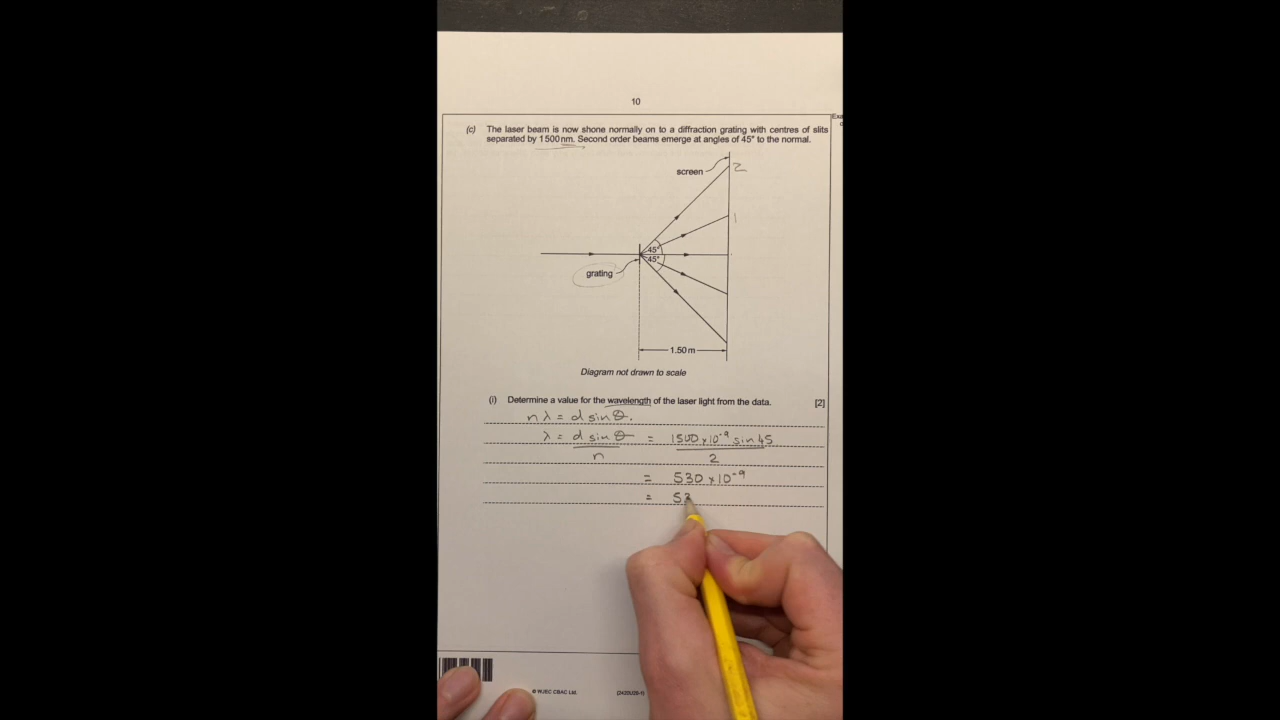 10
Exa
(c) The laser beam is now shone normally on to a diffraction grating with centres of slits
separated by 1500 nm. Second order beams emerge at angles of 45° to the normal.
screen
2
1
45°
45°
grating
1.50 m
Diagram not drawn to scale
(i) Determine a value for the wavelength of the laser light from the data. [2]
nλ = d sin θ.
λ = d sin θ / n = 1500 × 10⁻⁹ sin 45 / 2
= 530 × 10⁻⁹
= 53
© WJEC CBAC Ltd.